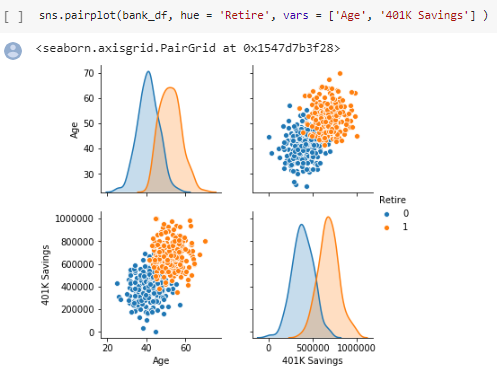 [ ] sns.pairplot(bank_df, hue = 'Retire', vars = ['Age', '401K Savings'] )
<seaborn.axisgrid.PairGrid at 0x1547d7b3f28>
70
60
50
40
30
Age
1000000
800000
600000
400000
200000
0
401K Savings
Retire
0
1
20 40 60
Age
0 500000 1000000
401K Savings